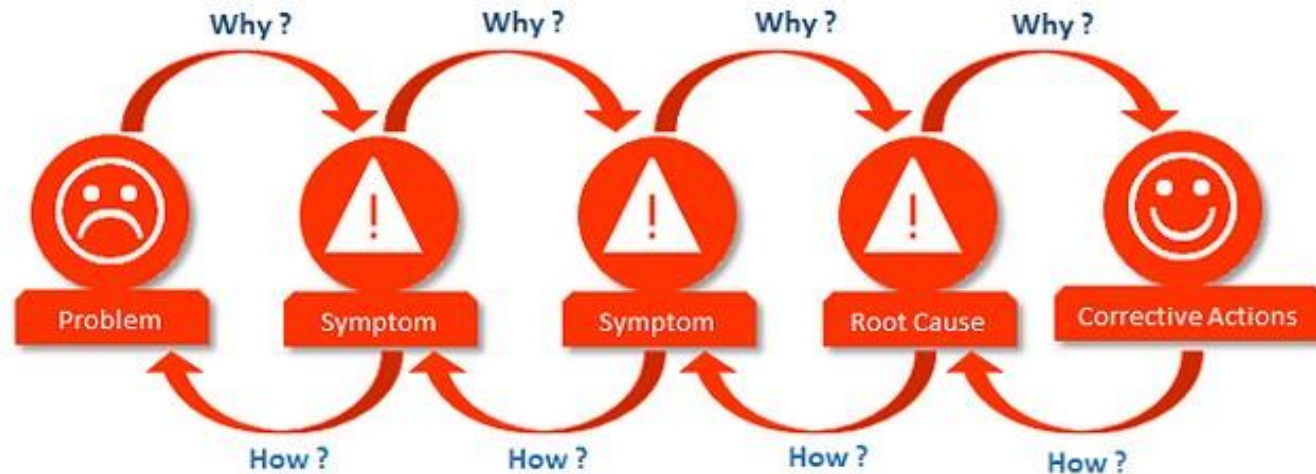 Why ?
Why ?
Why ?
Why ?
!
!
!
Problem
Symptom
Symptom
Root Cause
Corrective Actions
How ?
How ?
How ?
How ?